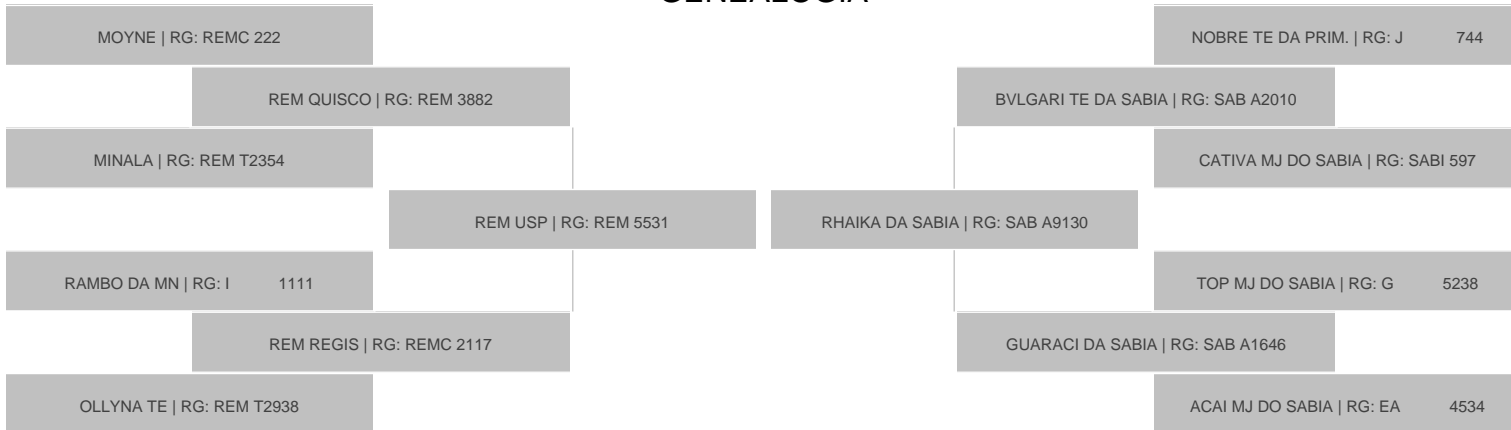 GENEALOGIA
MOYNE | RG: REMC 222
NOBRE TE DA PRIM. | RG: J 744
REM QUISCO | RG: REM 3882
BVLGARI TE DA SABIA | RG: SAB A2010
MINALA | RG: REM T2354
CATIVA MJ DO SABIA | RG: SABI 597
REM USP | RG: REM 5531
RHAIKA DA SABIA | RG: SAB A9130
RAMBO DA MN | RG: I 1111
TOP MJ DO SABIA | RG: G 5238
REM REGIS | RG: REMC 2117
GUARACI DA SABIA | RG: SAB A1646
OLLYNA TE | RG: REM T2938
ACAI MJ DO SABIA | RG: EA 4534